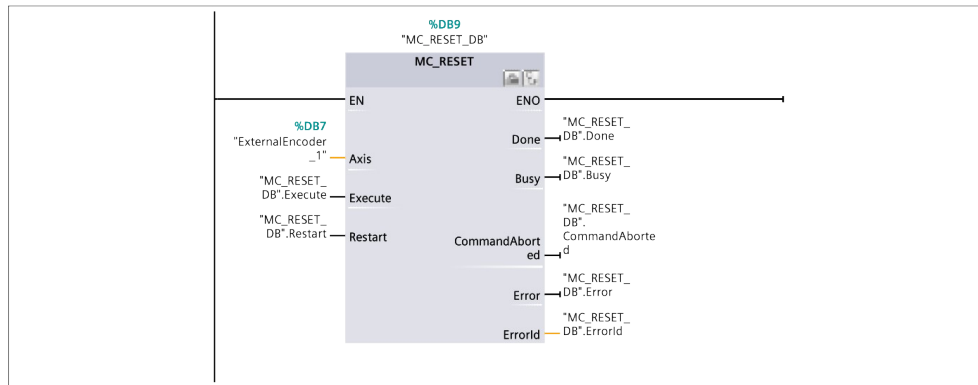 %DB9
"MC_RESET_DB"
MC_RESET
EN
ENO
%DB7
"ExternalEncoder
_1"
Axis
"MC_RESET_
DB".Execute
Execute
"MC_RESET_
DB".Restart
Restart
Done
"MC_RESET_
DB".Done
Busy
"MC_RESET_
DB".Busy
CommandAbort
ed
"MC_RESET_
DB".
CommandAborte
d
Error
"MC_RESET_
DB".Error
ErrorId
"MC_RESET_
DB".ErrorId